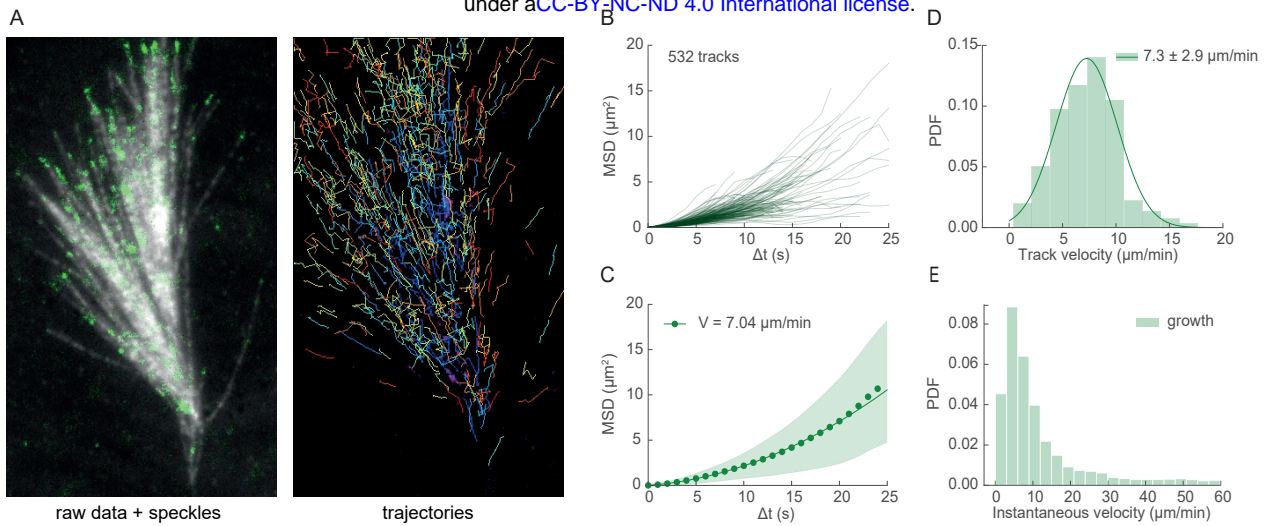 under aCC-BY-NC-ND 4.0 International license.
A
raw data + speckles
trajectories
B
532 tracks
MSD (µm²)
20
15
10
5
0
0 5 10 15 20 25
Δt (s)
C
V = 7.04 µm/min
MSD (µm²)
20
15
10
5
0
0 5 10 15 20 25
Δt (s)
D
7.3 ± 2.9 µm/min
PDF
0.15
0.10
0.05
0.00
0 5 10 15 20
Track velocity (µm/min)
E
growth
PDF
0.08
0.06
0.04
0.02
0.00
0 10 20 30 40 50 60
Instantaneous velocity (µm/min)